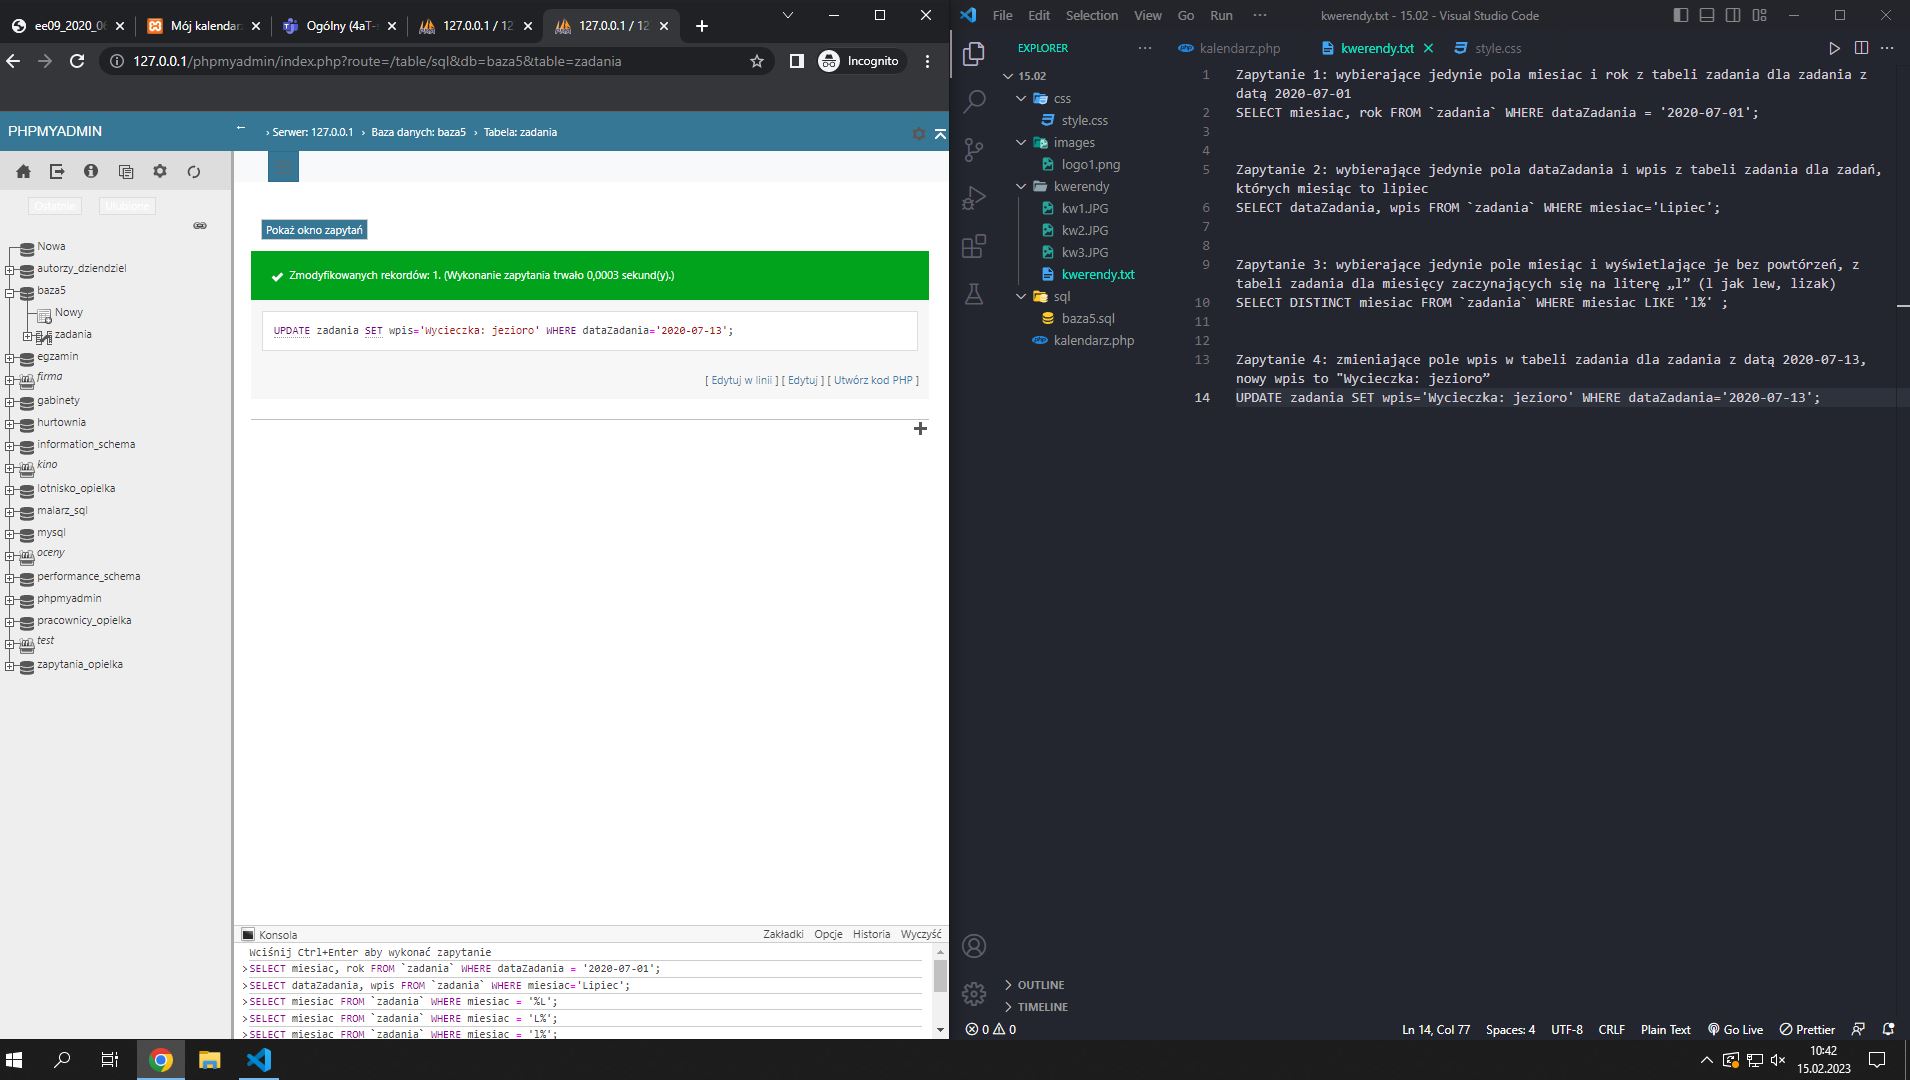 ee09_2020_0
Mój kalendarz
Ogólny (4aT-
127.0.0.1 / 12
127.0.0.1 / 12
127.0.0.1/phpmyadmin/index.php?route=/table/sql&db=baza5&table=zadania
Incognito
PHPMYADMIN
Ostatnie
Ulubione
Nowa
autorzy_dziendziel
baza5
Nowy
zadania
egzamin
firma
gabinety
hurtownia
information_schema
kino
lotnisko_opielka
malarz_sql
mysql
oceny
performance_schema
phpmyadmin
pracownicy_opielka
test
zapytania_opielka
› Serwer: 127.0.0.1 › Baza danych: baza5 › Tabela: zadania
Pokaż okno zapytań
Zmodyfikowanych rekordów: 1. (Wykonanie zapytania trwało 0,0003 sekund(y).)
UPDATE zadania SET wpis='Wycieczka: jezioro' WHERE dataZadania='2020-07-13';
[ Edytuj w linii ] [ Edytuj ] [ Utwórz kod PHP ]
Konsola
Zakładki Opcje Historia Wyczyść
Wciśnij Ctrl+Enter aby wykonać zapytanie
>SELECT miesiac, rok FROM `zadania` WHERE dataZadania = '2020-07-01';
>SELECT dataZadania, wpis FROM `zadania` WHERE miesiac='Lipiec';
>SELECT miesiac FROM `zadania` WHERE miesiac = '%L';
>SELECT miesiac FROM `zadania` WHERE miesiac = 'L%';
>SELECT miesiac FROM `zadania` WHERE miesiac = 'l%';
File Edit Selection View Go Run ···
kwerendy.txt - 15.02 - Visual Studio Code
EXPLORER
15.02
css
style.css
images
logo1.png
kwerendy
kw1.JPG
kw2.JPG
kw3.JPG
kwerendy.txt
sql
baza5.sql
kalendarz.php
OUTLINE
TIMELINE
kalendarz.php
kwerendy.txt
style.css
1 Zapytanie 1: wybierające jedynie pola miesiac i rok z tabeli zadania dla zadania z
datą 2020-07-01
2 SELECT miesiac, rok FROM `zadania` WHERE dataZadania = '2020-07-01';
3
4
5 Zapytanie 2: wybierające jedynie pola dataZadania i wpis z tabeli zadania dla zadań,
których miesiąc to lipiec
6 SELECT dataZadania, wpis FROM `zadania` WHERE miesiac='Lipiec';
7
8
9 Zapytanie 3: wybierające jedynie pole miesiąc i wyświetlające je bez powtórzeń, z
tabeli zadania dla miesięcy zaczynających się na literę „l” (l jak lew, lizak)
10 SELECT DISTINCT miesiac FROM `zadania` WHERE miesiac LIKE 'l%' ;
11
12
13 Zapytanie 4: zmieniające pole wpis w tabeli zadania dla zadania z datą 2020-07-13,
nowy wpis to "Wycieczka: jezioro”
14 UPDATE zadania SET wpis='Wycieczka: jezioro' WHERE dataZadania='2020-07-13';
0 0
Ln 14, Col 77 Spaces: 4 UTF-8 CRLF Plain Text Go Live Prettier
10:42
15.02.2023